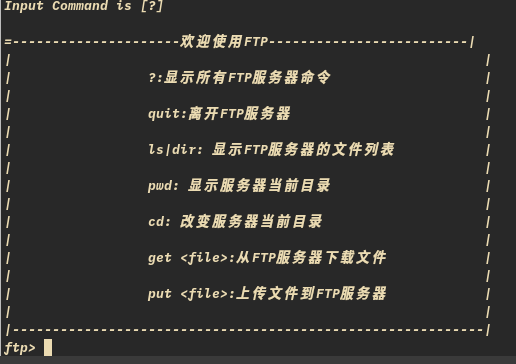 Input Command is [?]
=---------------------欢迎使用FTP-------------------------|
|                                                           |
|                 ?:显示所有FTP服务器命令                   |
|                                                           |
|                 quit:离开FTP服务器                        |
|                                                           |
|                 ls|dir: 显示FTP服务器的文件列表           |
|                                                           |
|                 pwd: 显示服务器当前目录                   |
|                                                           |
|                 cd: 改变服务器当前目录                    |
|                                                           |
|                 get <file>:从FTP服务器下载文件            |
|                                                           |
|                 put <file>:上传文件到FTP服务器            |
|                                                           |
|-----------------------------------------------------------|
ftp>